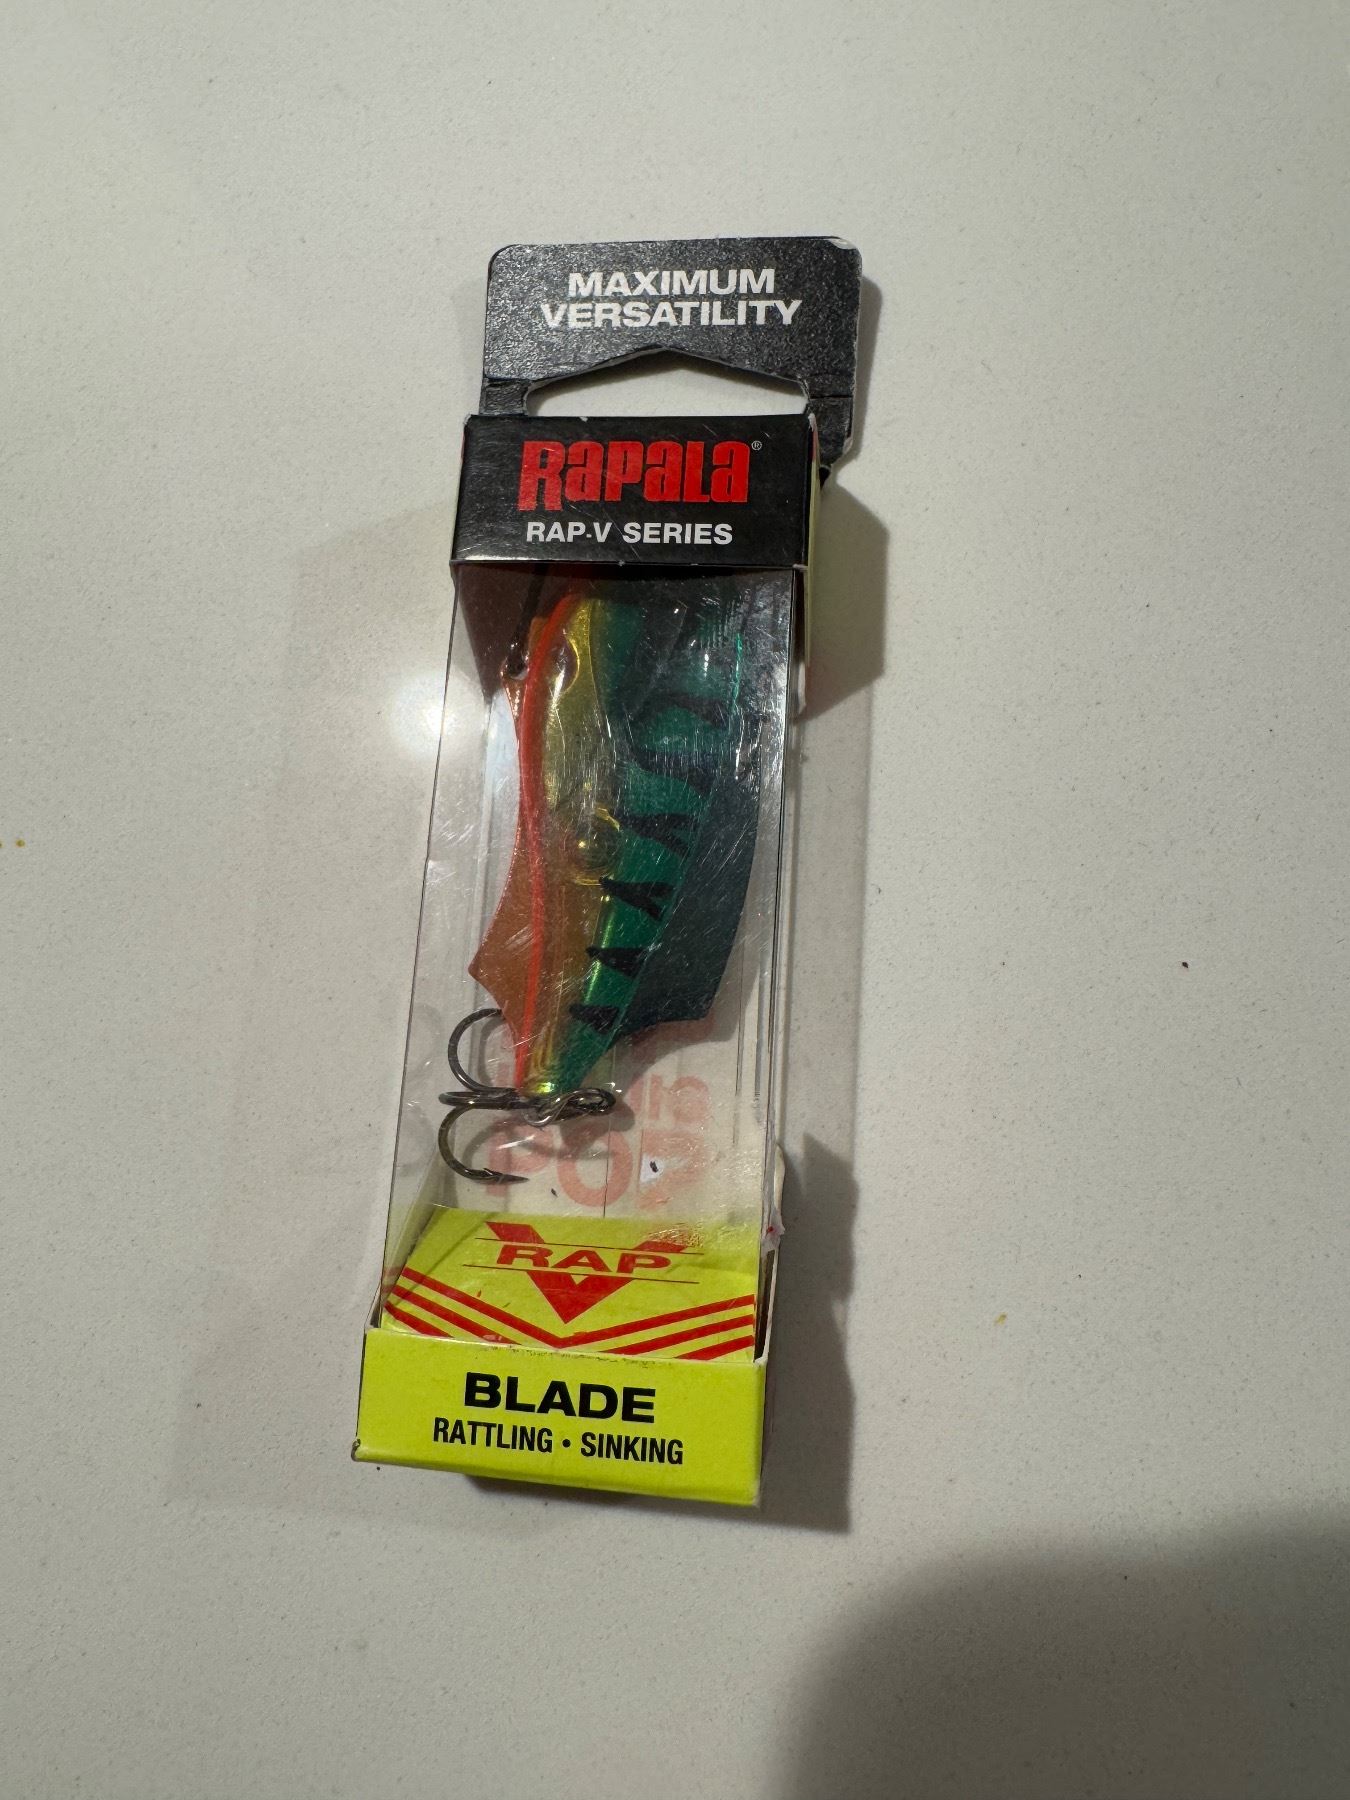 MAXIMUM
VERSATILITY
RAPALA®
RAP-V SERIES
RAP
BLADE
RATTLING • SINKING